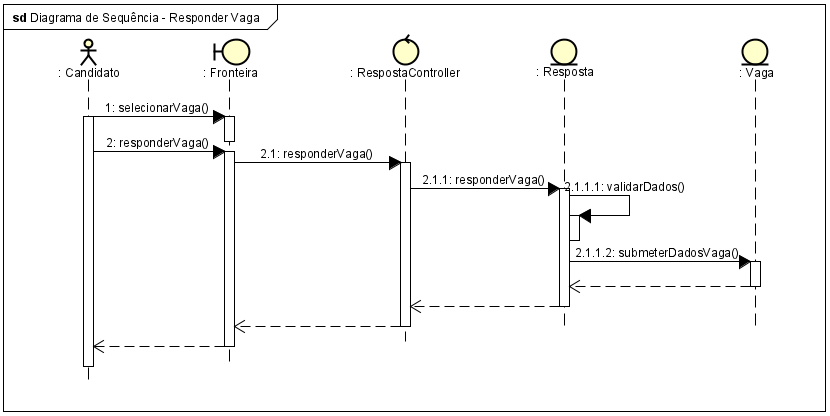 sd Diagrama de Sequência - Responder Vaga
: Candidato
: Fronteira
: RespostaController
: Resposta
: Vaga
1: selecionarVaga()
2: responderVaga()
2.1: responderVaga()
2.1.1: responderVaga()
2.1.1.1: validarDados()
2.1.1.2: submeterDadosVaga()